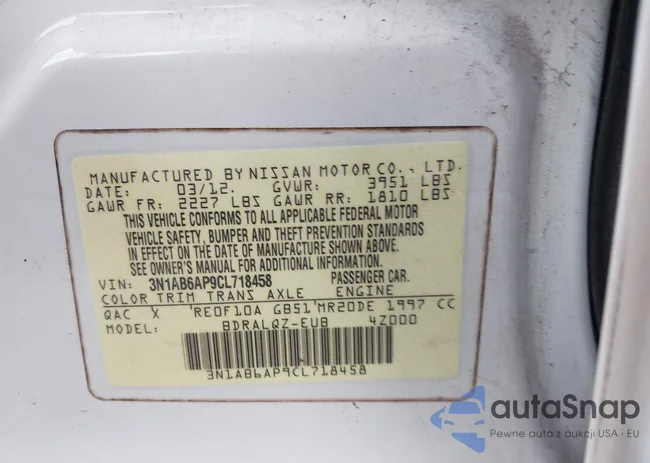 MANUFACTURED BY NISSAN MOTOR CO., LTD.
DATE: 03/12. GVWR: 3951 LBS
GAWR FR: 2227 LBS GAWR RR: 1810 LBS
THIS VEHICLE CONFORMS TO ALL APPLICABLE FEDERAL MOTOR
VEHICLE SAFETY, BUMPER AND THEFT PREVENTION STANDARDS
IN EFFECT ON THE DATE OF MANUFACTURE SHOWN ABOVE.
SEE OWNER'S MANUAL FOR ADDITIONAL INFORMATION.
VIN: 3N1AB6AP9CL718458 PASSENGER CAR.
COLOR TRIM TRANS AXLE ENGINE
QAC X RE0F10A GB51 MR20DE 1997 CC
MODEL: BDRALQZ-EUB 4Z000
3N1AB6AP9CL718458
autaSnap
Pewne auta z aukcji USA i EU